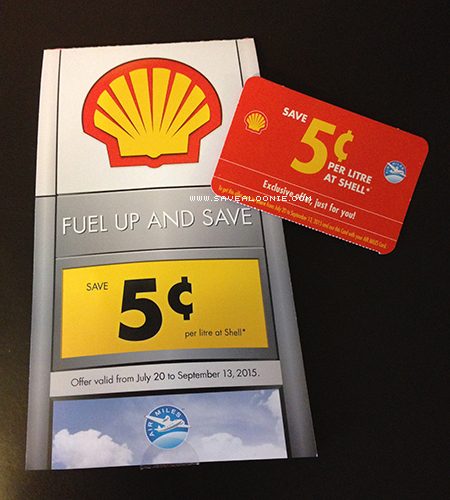 SAVE
5¢
PER LITRE
AT SHELL*
Exclusive offer, just for you!
WWW.SAVEALOONIE.COM
FUEL UP AND SAVE
SAVE
5¢
per litre at Shell*
Offer valid from July 20 to September 13, 2015.
AIR MILES